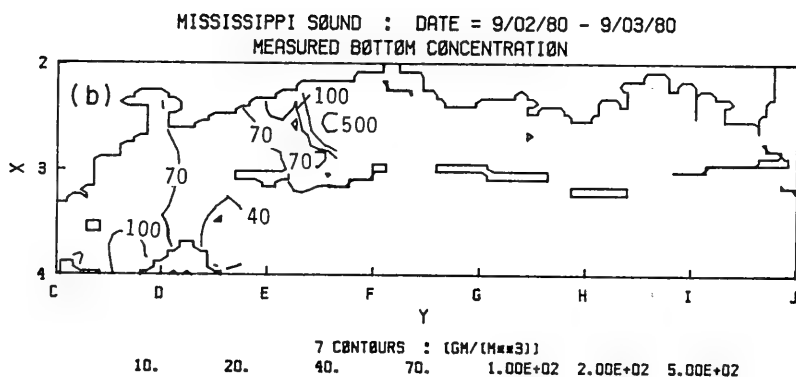 MISSISSIPPI SØUND : DATE = 9/02/80 - 9/03/80
MEASURED BØTTØM CØNCENTRATIØN
2
(b)
100
C500
70
70
X
3
70
40
100
4
C D E F G H I J
Y
7 CØNTØURS : (GM/(M**3))
10. 20. 40. 70. 1.00E+02 2.00E+02 5.00E+02